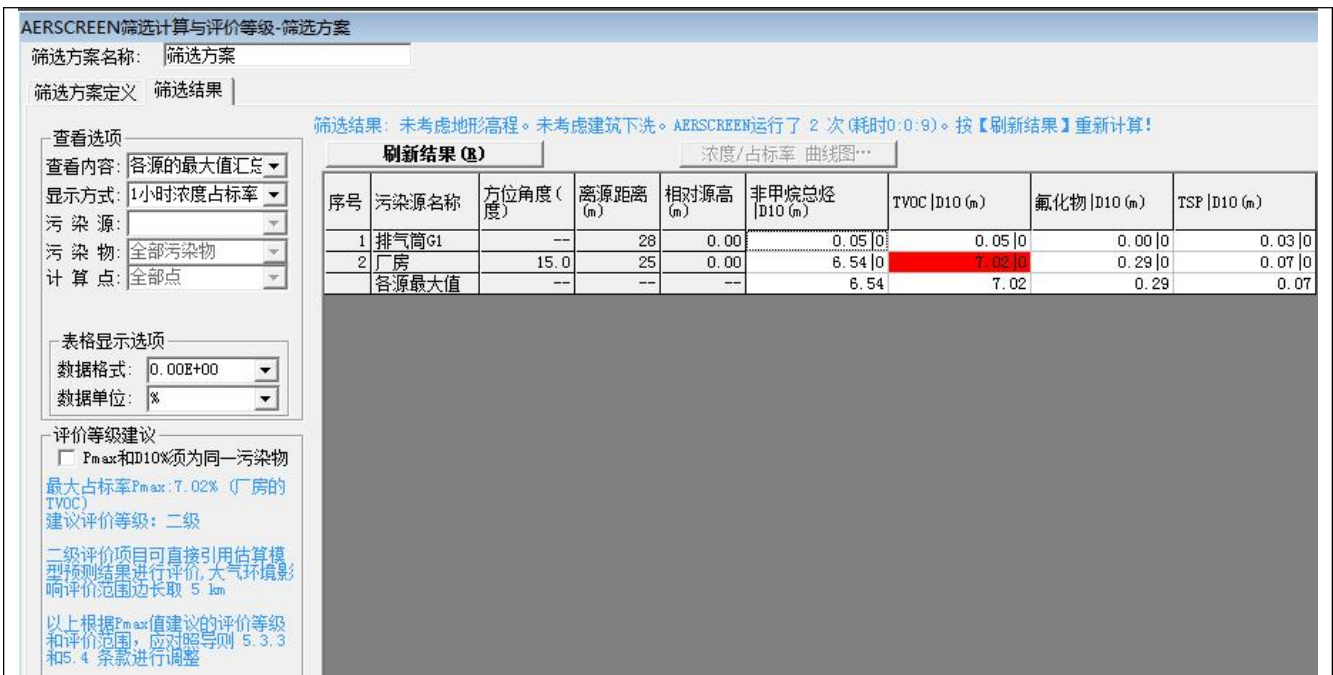 AERSCREEN筛选计算与评价等级-筛选方案
筛选方案名称: 筛选方案
筛选方案定义 筛选结果
筛选结果: 未考虑地形高程。未考虑建筑下洗。AERSCREEN运行了 2 次(耗时0:0:9)。按【刷新结果】重新计算!
查看选项
查看内容: 各源的最大值汇总
显示方式: 1小时浓度占标率
污 染 源:
污 染 物: 全部污染物
计 算 点: 全部点
刷新结果(R) 浓度/占标率 曲线图…
序号 污染源名称 方位角度(度) 离源距离(m) 相对源高(m) 非甲烷总烃|D10(m) TVOC|D10(m) 氟化物|D10(m) TSP|D10(m)
1 排气筒G1 -- 28 0.00 0.05|0 0.05|0 0.00|0 0.03|0
2 厂房 15.0 25 0.00 6.54|0 7.02|0 0.29|0 0.07|0
各源最大值 -- -- -- 6.54 7.02 0.29 0.07
表格显示选项
数据格式: 0.00E+00
数据单位: %
评价等级建议
Pmax和D10%须为同一污染物
最大占标率Pmax:7.02% (厂房的
TVOC)
建议评价等级: 二级
二级评价项目可直接引用估算模
型预测结果进行评价,大气环境影
响评价范围边长取 5 km
以上根据Pmax值建议的评价等级
和评价范围, 应对照导则 5.3.3
和5.4 条款进行调整